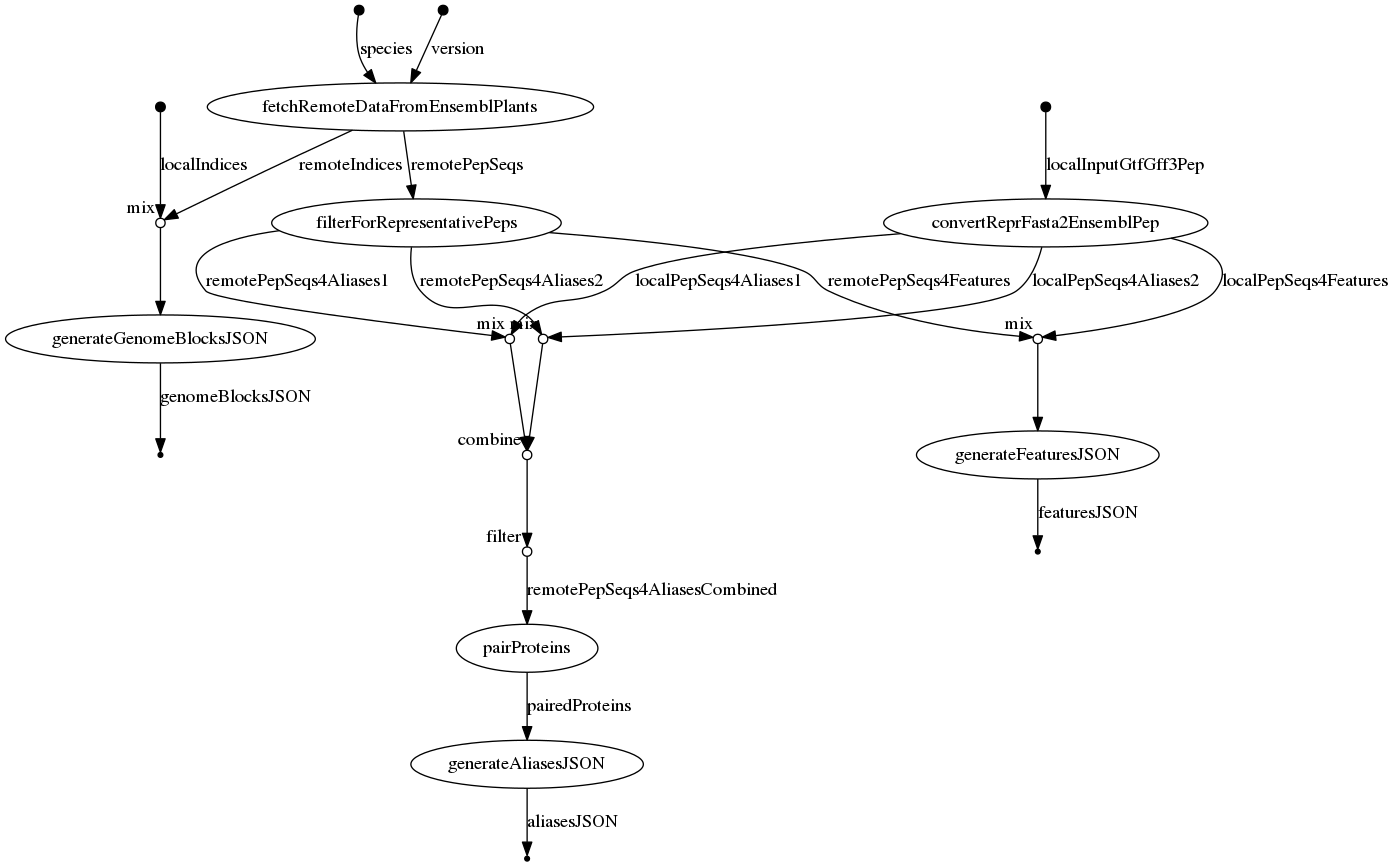 species
version
fetchRemoteDataFromEnsemblPlants
localIndices
remoteIndices
remotePepSeqs
localInputGtfGff3Pep
mix
filterForRepresentativePeps
convertReprFasta2EnsemblPep
remotePepSeqs4Aliases1
remotePepSeqs4Aliases2
localPepSeqs4Aliases1
remotePepSeqs4Features
localPepSeqs4Aliases2
localPepSeqs4Features
mix
mix
mix
generateGenomeBlocksJSON
genomeBlocksJSON
combine
generateFeaturesJSON
featuresJSON
filter
remotePepSeqs4AliasesCombined
pairProteins
pairedProteins
generateAliasesJSON
aliasesJSON